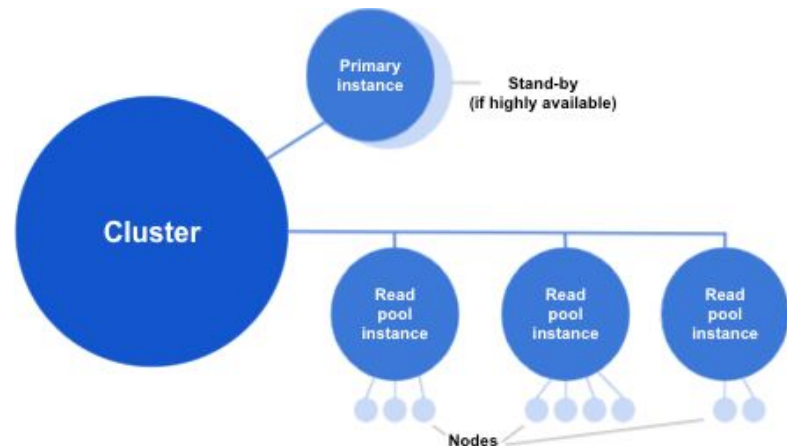 Primary
instance
Stand-by
(if highly available)
Cluster
Read
pool
instance
Read
pool
instance
Read
pool
instance
Nodes